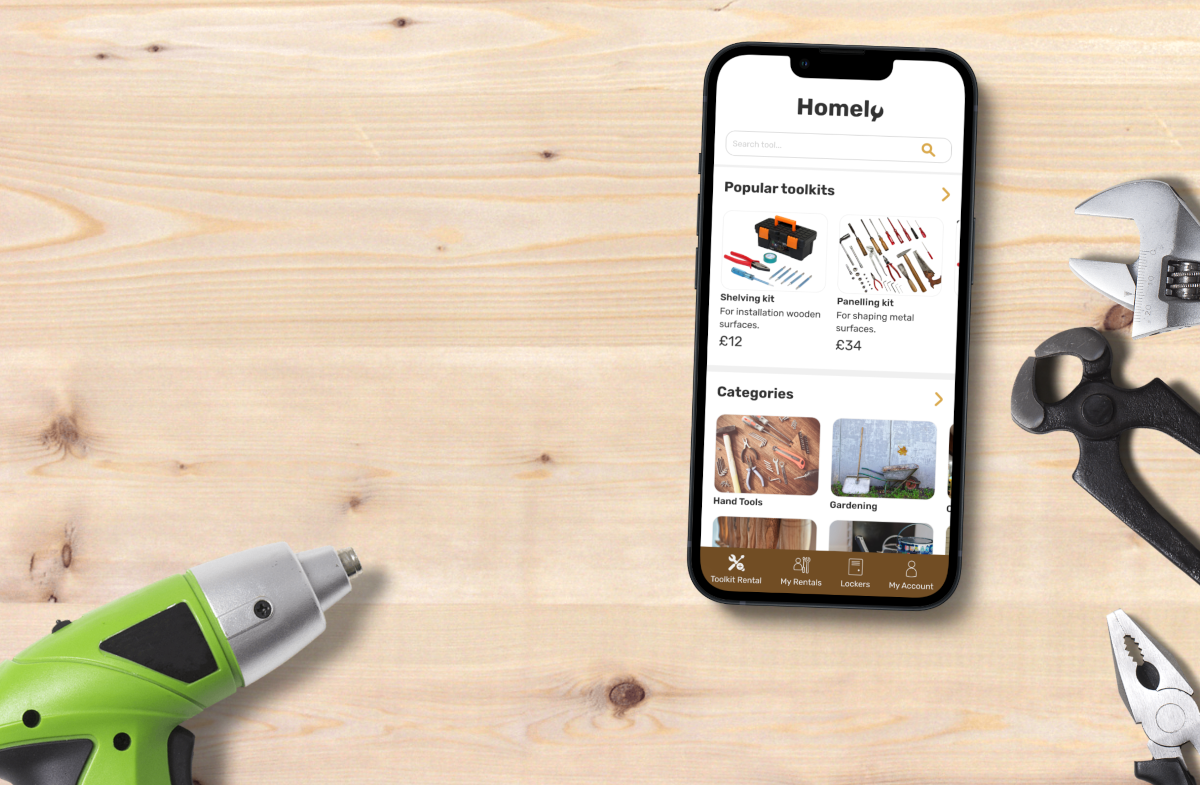 Homely
Search tool...
Popular toolkits
Shelving kit
For installation wooden
surfaces.
£12
Panelling kit
For shaping metal
surfaces.
£34
Categories
Hand Tools
Gardening
Toolkit Rental
My Rentals
Lockers
My Account